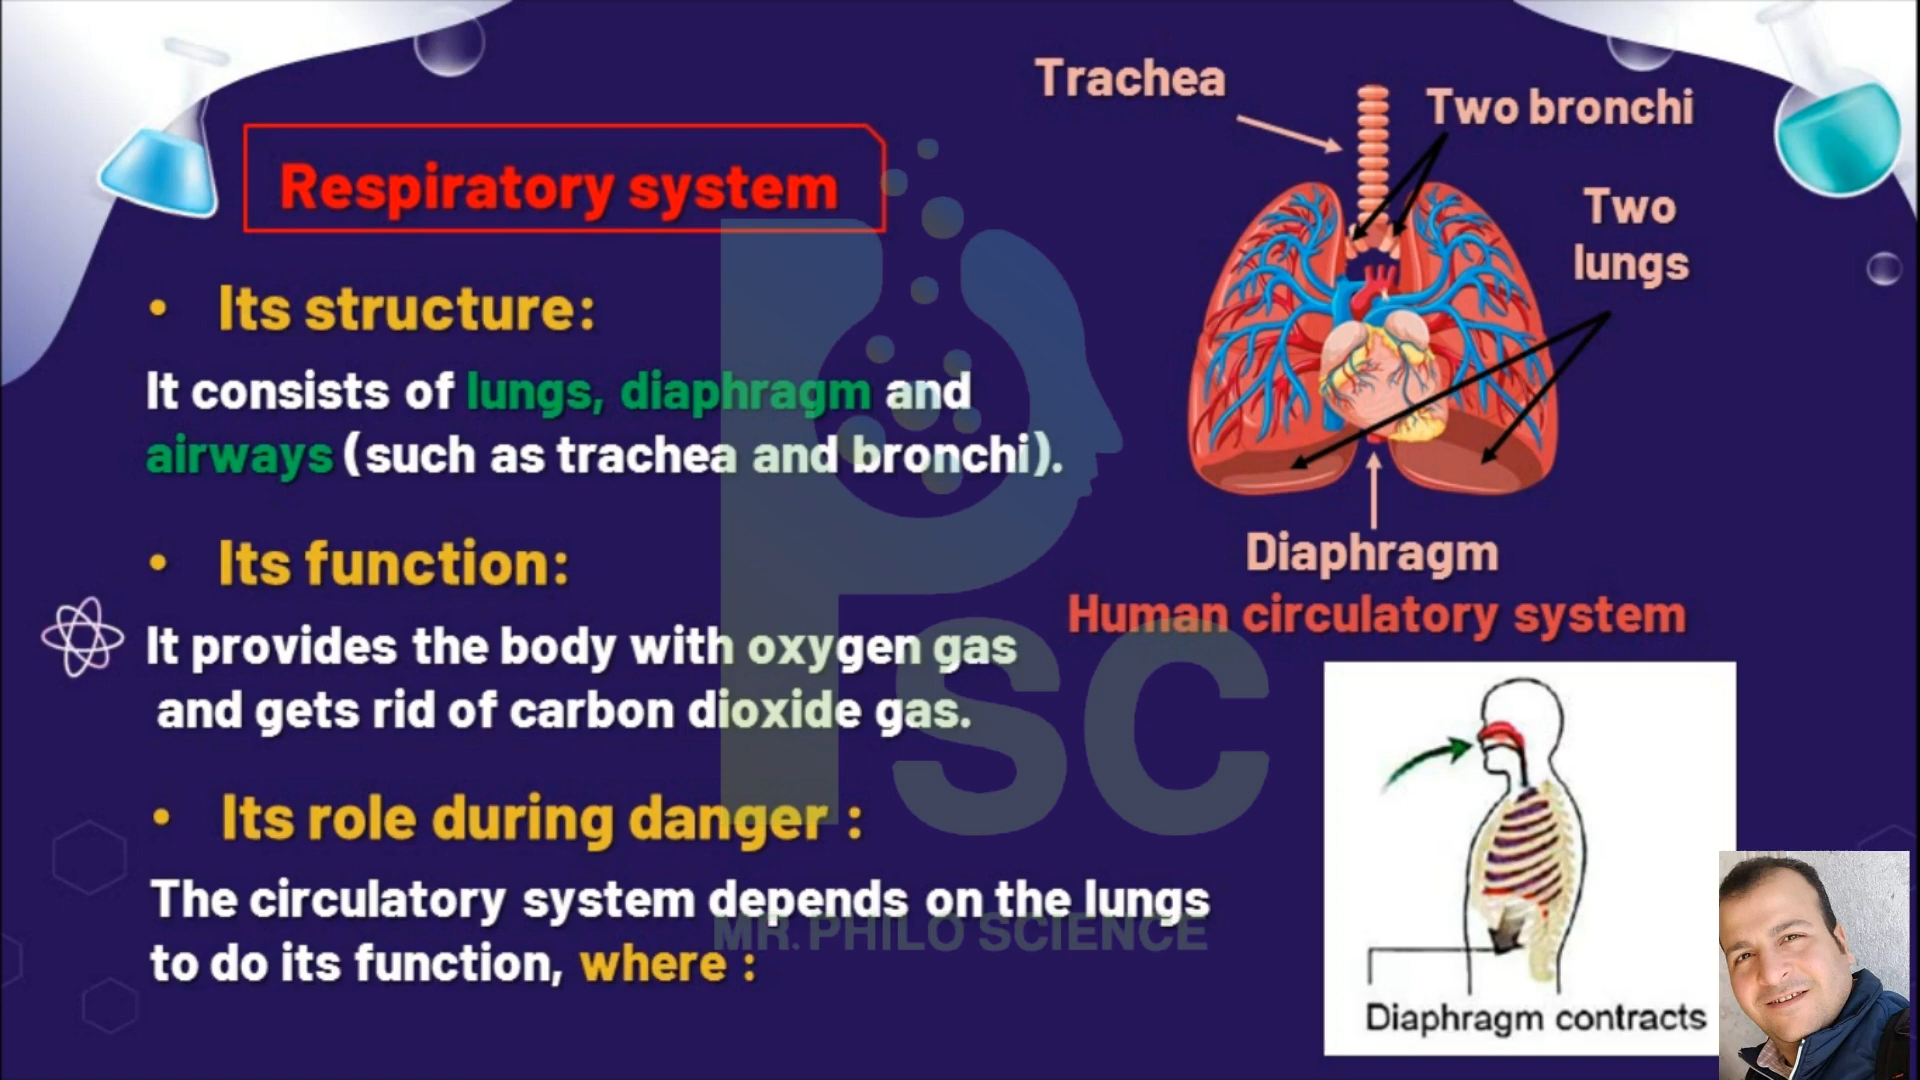 Respiratory system
• Its structure:
It consists of lungs, diaphragm and
airways (such as trachea and bronchi).
• Its function:
It provides the body with oxygen gas
and gets rid of carbon dioxide gas.
• Its role during danger :
The circulatory system depends on the lungs
to do its function, where :
Trachea
Two bronchi
Two
lungs
Diaphragm
Human circulatory system
Diaphragm contracts
PSC
MR. PHILO SCIENCE